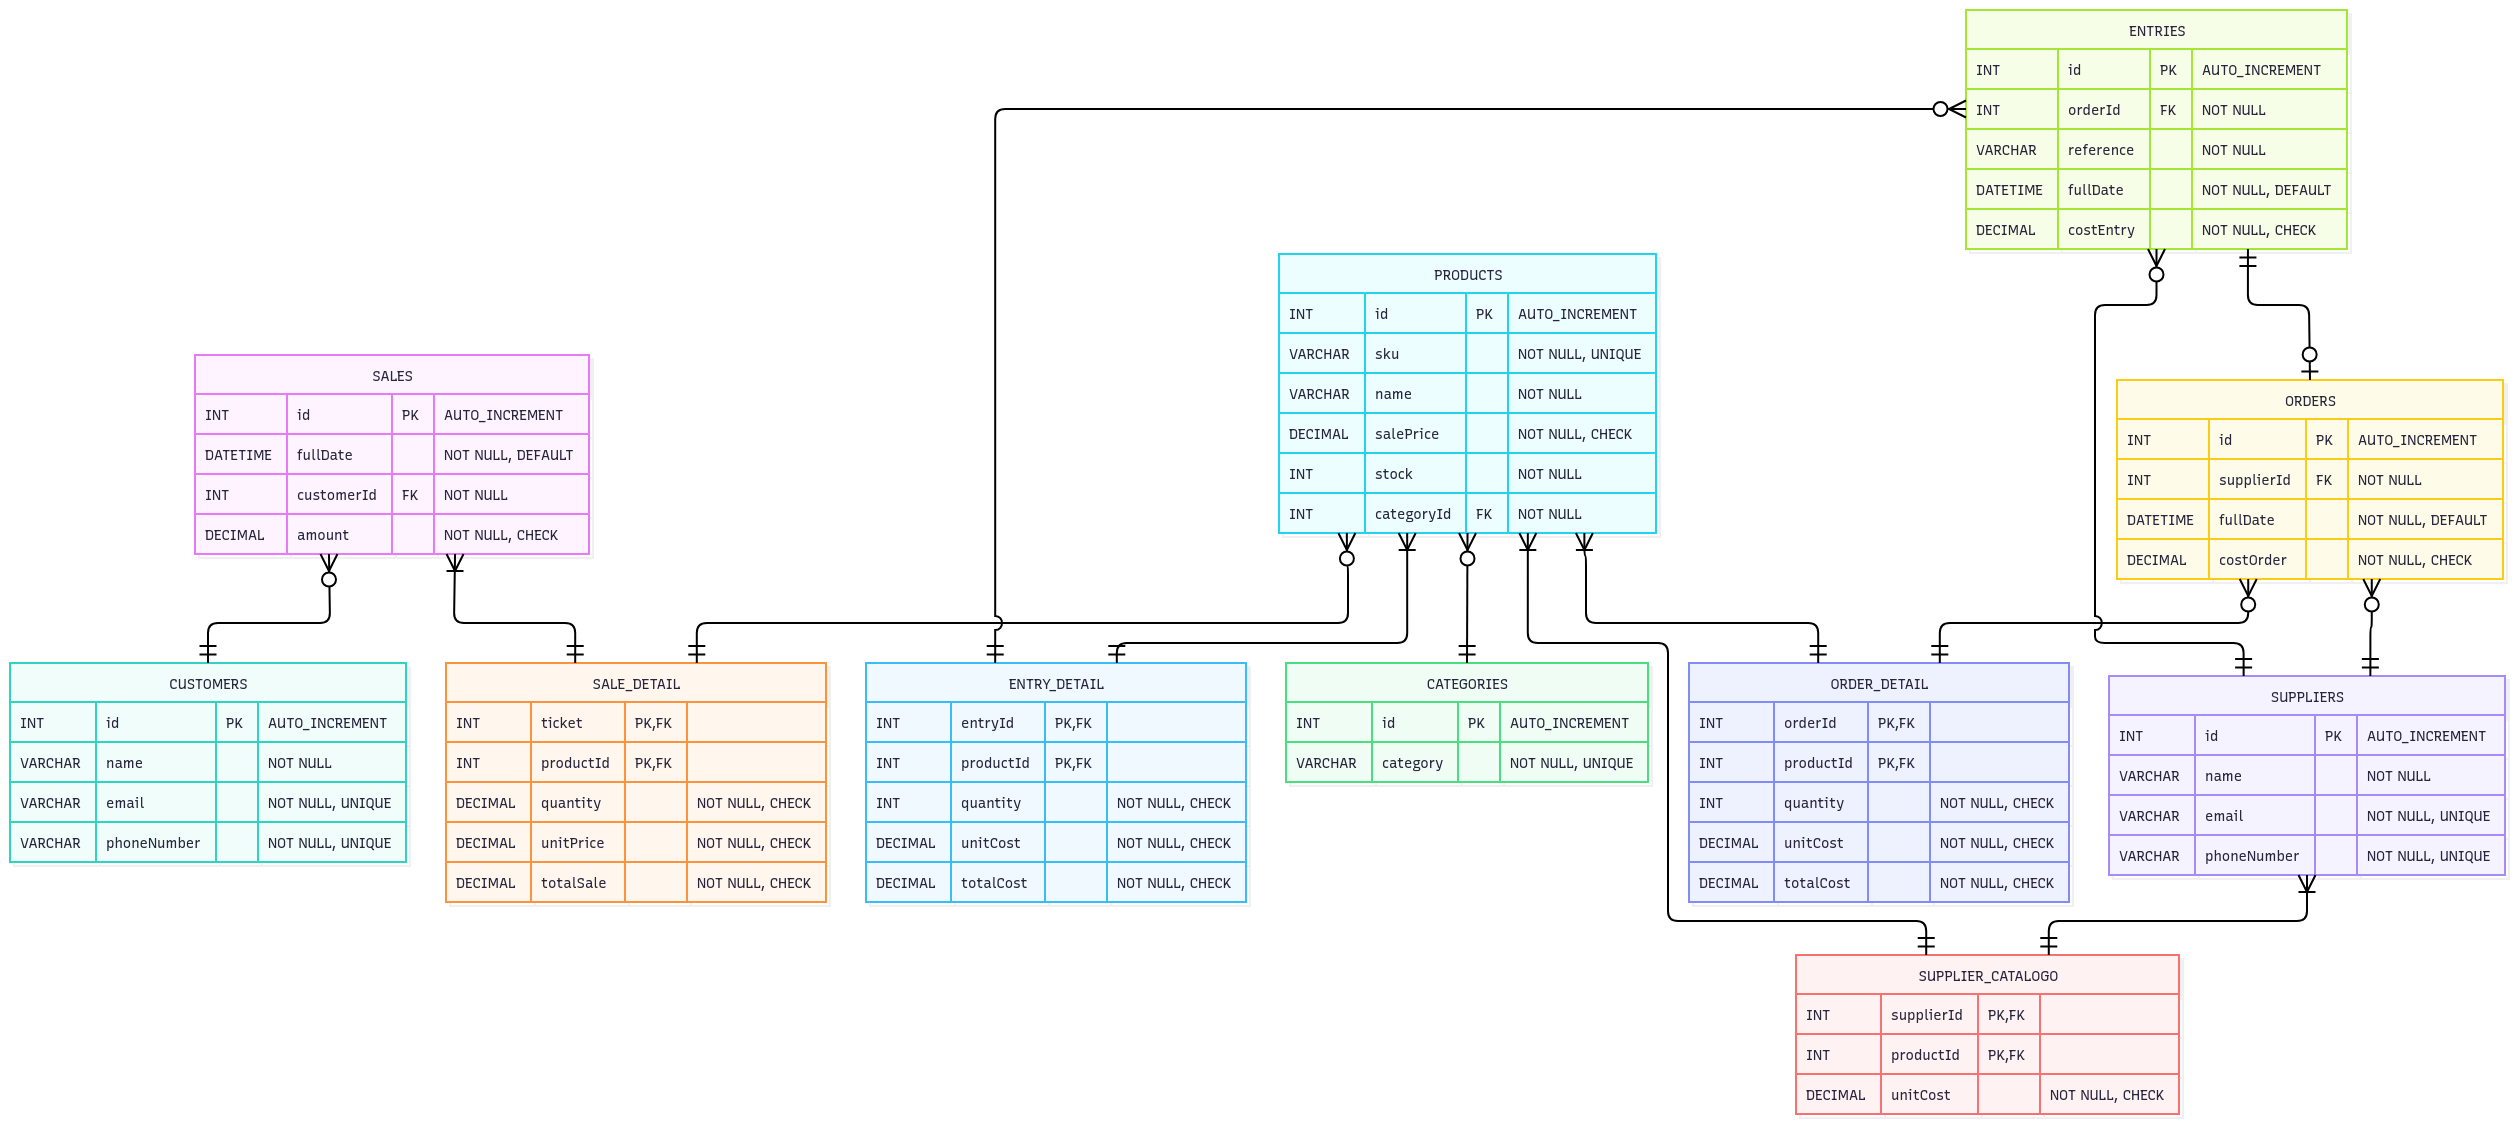 ENTRIES
INT id PK AUTO_INCREMENT
INT orderId FK NOT NULL
VARCHAR reference NOT NULL
DATETIME fullDate NOT NULL, DEFAULT
DECIMAL costEntry NOT NULL, CHECK
PRODUCTS
INT id PK AUTO_INCREMENT
VARCHAR sku NOT NULL, UNIQUE
VARCHAR name NOT NULL
DECIMAL salePrice NOT NULL, CHECK
INT stock NOT NULL
INT categoryId FK NOT NULL
SALES
INT id PK AUTO_INCREMENT
DATETIME fullDate NOT NULL, DEFAULT
INT customerId FK NOT NULL
DECIMAL amount NOT NULL, CHECK
ORDERS
INT id PK AUTO_INCREMENT
INT supplierId FK NOT NULL
DATETIME fullDate NOT NULL, DEFAULT
DECIMAL costOrder NOT NULL, CHECK
CUSTOMERS
INT id PK AUTO_INCREMENT
VARCHAR name NOT NULL
VARCHAR email NOT NULL, UNIQUE
VARCHAR phoneNumber NOT NULL, UNIQUE
SALE_DETAIL
INT ticket PK,FK
INT productId PK,FK
DECIMAL quantity NOT NULL, CHECK
DECIMAL unitPrice NOT NULL, CHECK
DECIMAL totalSale NOT NULL, CHECK
ENTRY_DETAIL
INT entryId PK,FK
INT productId PK,FK
INT quantity NOT NULL, CHECK
DECIMAL unitCost NOT NULL, CHECK
DECIMAL totalCost NOT NULL, CHECK
CATEGORIES
INT id PK AUTO_INCREMENT
VARCHAR category NOT NULL, UNIQUE
ORDER_DETAIL
INT orderId PK,FK
INT productId PK,FK
INT quantity NOT NULL, CHECK
DECIMAL unitCost NOT NULL, CHECK
DECIMAL totalCost NOT NULL, CHECK
SUPPLIERS
INT id PK AUTO_INCREMENT
VARCHAR name NOT NULL
VARCHAR email NOT NULL, UNIQUE
VARCHAR phoneNumber NOT NULL, UNIQUE
SUPPLIER_CATALOGO
INT supplierId PK,FK
INT productId PK,FK
DECIMAL unitCost NOT NULL, CHECK